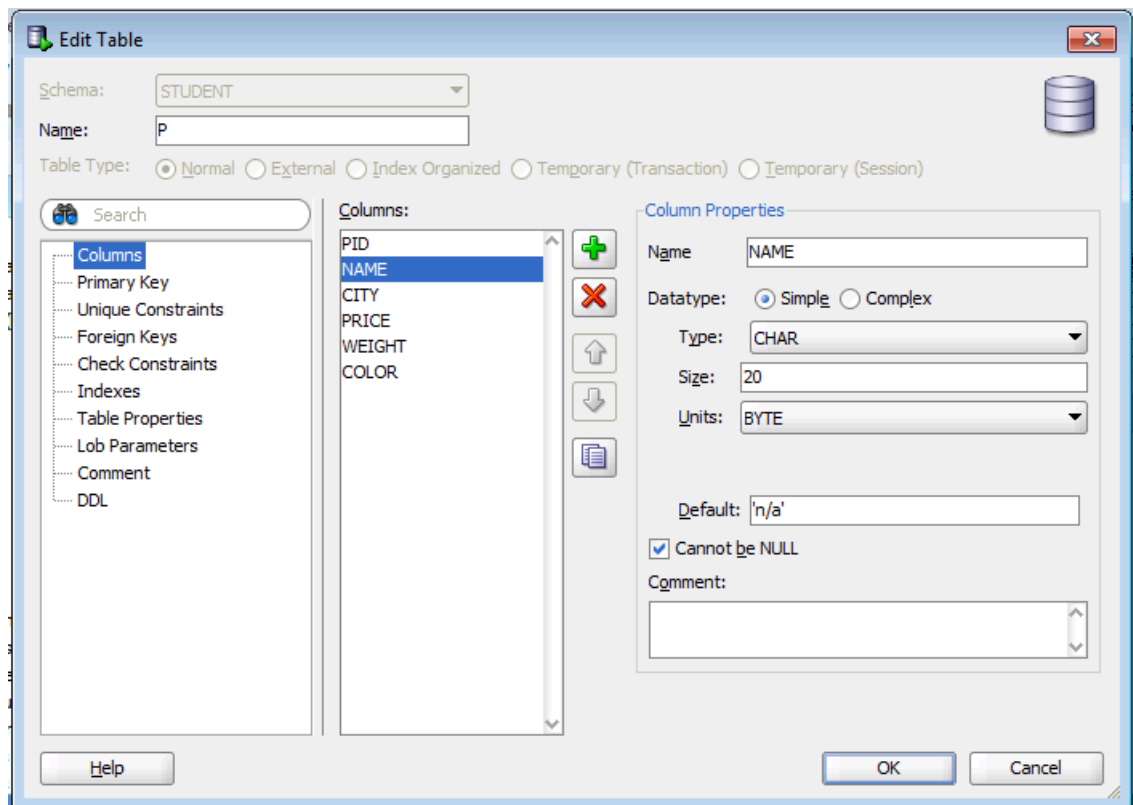 Edit Table
Schema: STUDENT
Name: P
Table Type: Normal External Index Organized Temporary (Transaction) Temporary (Session)
Search
Columns
Primary Key
Unique Constraints
Foreign Keys
Check Constraints
Indexes
Table Properties
Lob Parameters
Comment
DDL
Columns:
PID
NAME
CITY
PRICE
WEIGHT
COLOR
Column Properties
Name NAME
Datatype: Simple Complex
Type: CHAR
Size: 20
Units: BYTE
Default: 'n/a'
Cannot be NULL
Comment:
Help OK Cancel